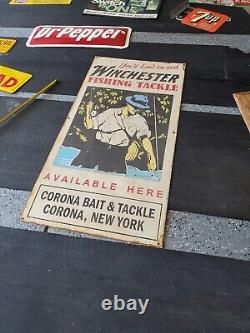 Dr Pepper
7up
You'll Land 'em with
WINCHESTER
FISHING TACKLE
AVAILABLE HERE
CORONA BAIT & TACKLE
CORONA, NEW YORK